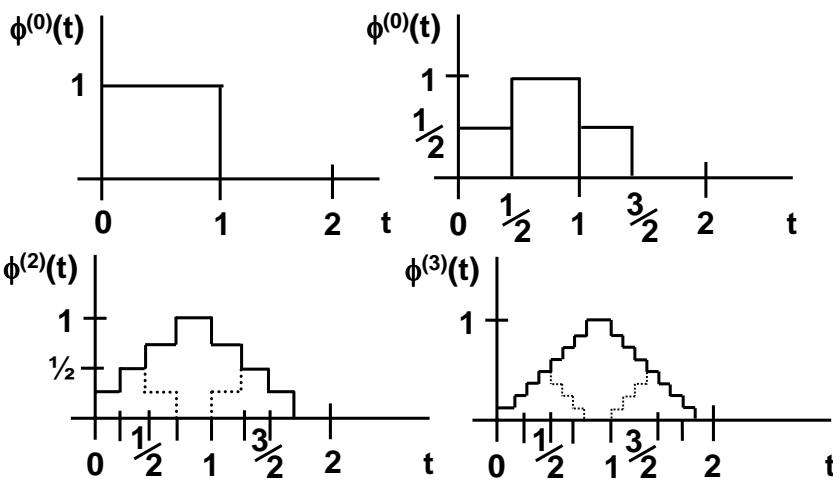 ϕ(0)(t)
1
0 1 2 t
ϕ(0)(t)
1
1/2
0 1/2 1 3/2 2 t
ϕ(2)(t)
1
½
0 1/2 1 3/2 2 t
ϕ(3)(t)
1
0 1/2 1 3/2 2 t